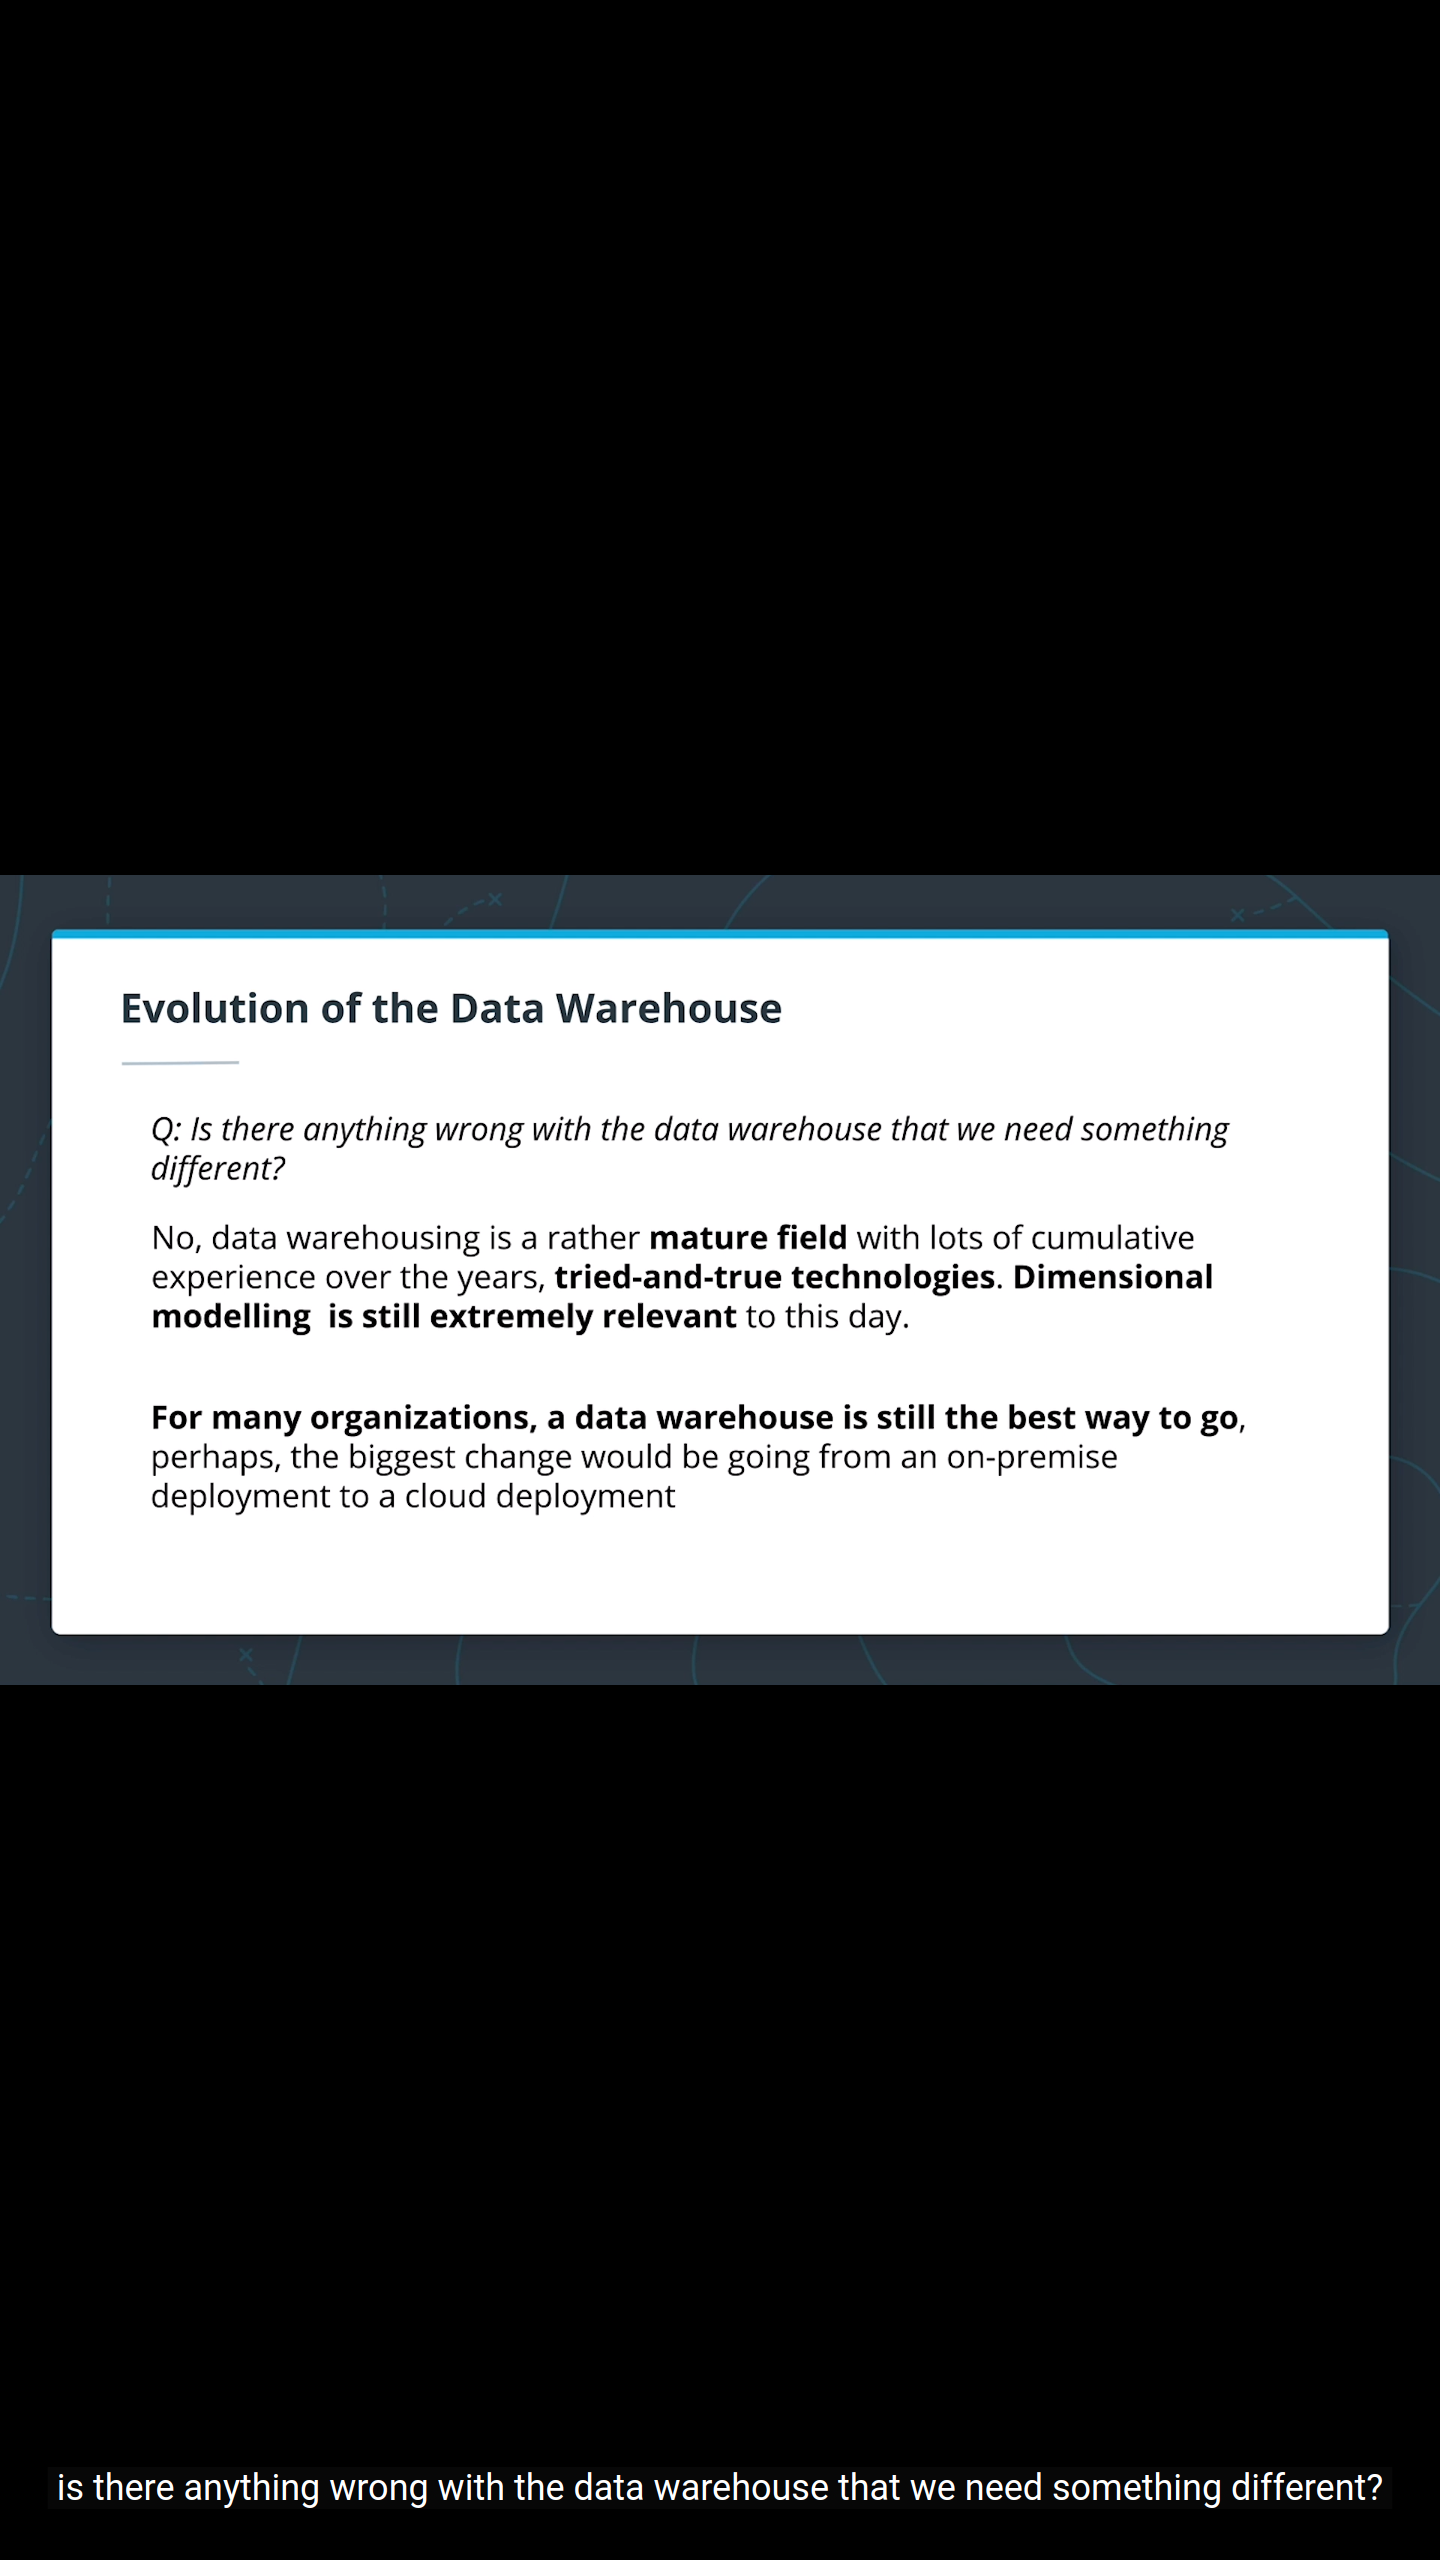 Evolution of the Data Warehouse
Q: Is there anything wrong with the data warehouse that we need something
different?
No, data warehousing is a rather mature field with lots of cumulative
experience over the years, tried-and-true technologies. Dimensional
modelling  is still extremely relevant to this day.
For many organizations, a data warehouse is still the best way to go,
perhaps, the biggest change would be going from an on-premise
deployment to a cloud deployment
is there anything wrong with the data warehouse that we need something different?